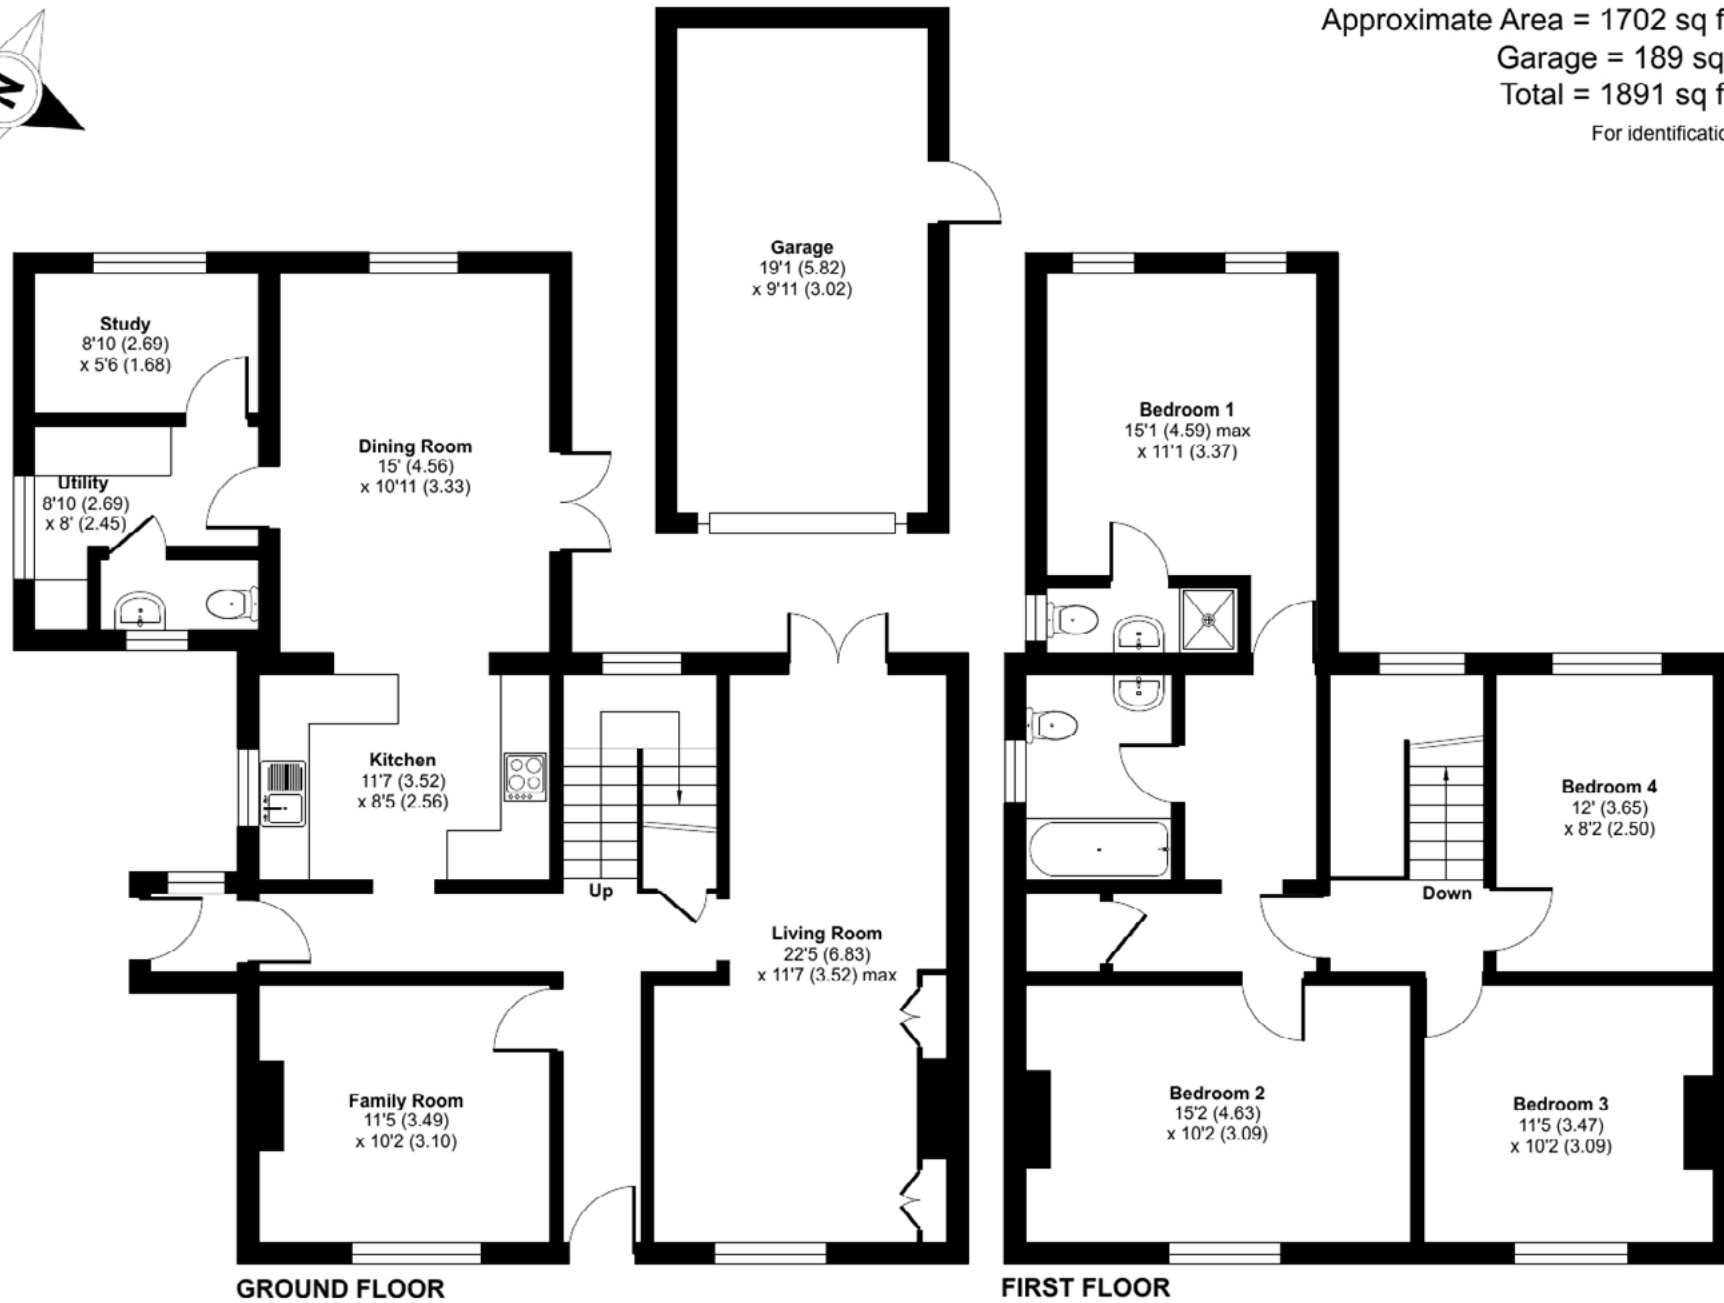 N
Approximate Area = 1702 sq f
Garage = 189 sq
Total = 1891 sq f
For identificatio
Garage
19'1 (5.82)
x 9'11 (3.02)
Study
8'10 (2.69)
x 5'6 (1.68)
Dining Room
15' (4.56)
x 10'11 (3.33)
Utility
8'10 (2.69)
x 8' (2.45)
Kitchen
11'7 (3.52)
x 8'5 (2.56)
Up
Living Room
22'5 (6.83)
x 11'7 (3.52) max
Family Room
11'5 (3.49)
x 10'2 (3.10)
GROUND FLOOR
Bedroom 1
15'1 (4.59) max
x 11'1 (3.37)
Bedroom 4
12' (3.65)
x 8'2 (2.50)
Down
Bedroom 2
15'2 (4.63)
x 10'2 (3.09)
Bedroom 3
11'5 (3.47)
x 10'2 (3.09)
FIRST FLOOR